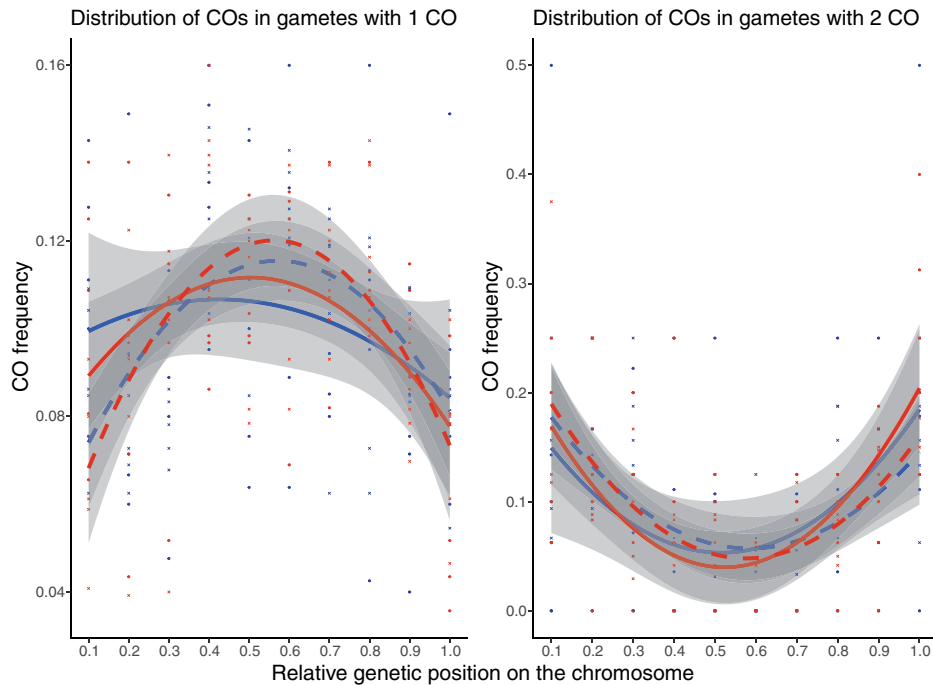 Distribution of COs in gametes with 1 CO
Distribution of COs in gametes with 2 CO
CO frequency
0.16
0.12
0.08
0.04
0.1 0.2 0.3 0.4 0.5 0.6 0.7 0.8 0.9 1.0
CO frequency
0.5
0.4
0.3
0.2
0.1
0.0
0.1 0.2 0.3 0.4 0.5 0.6 0.7 0.8 0.9 1.0
Relative genetic position on the chromosome